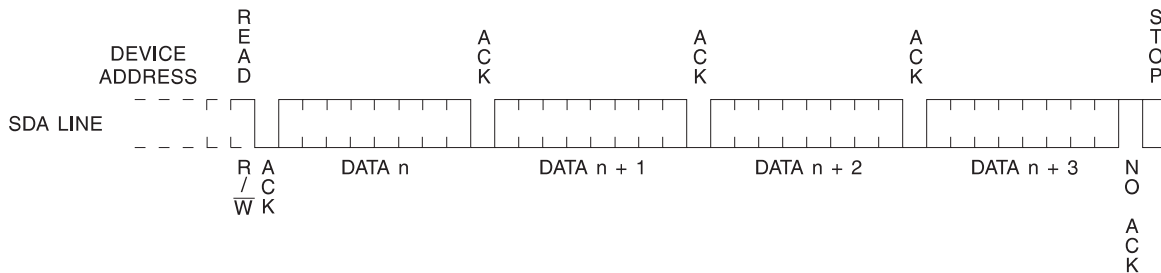 READ
ACK
ACK
ACK
STOP
DEVICE
ADDRESS
SDA LINE
R/W
ACK
DATA n
DATA n + 1
DATA n + 2
DATA n + 3
NO ACK